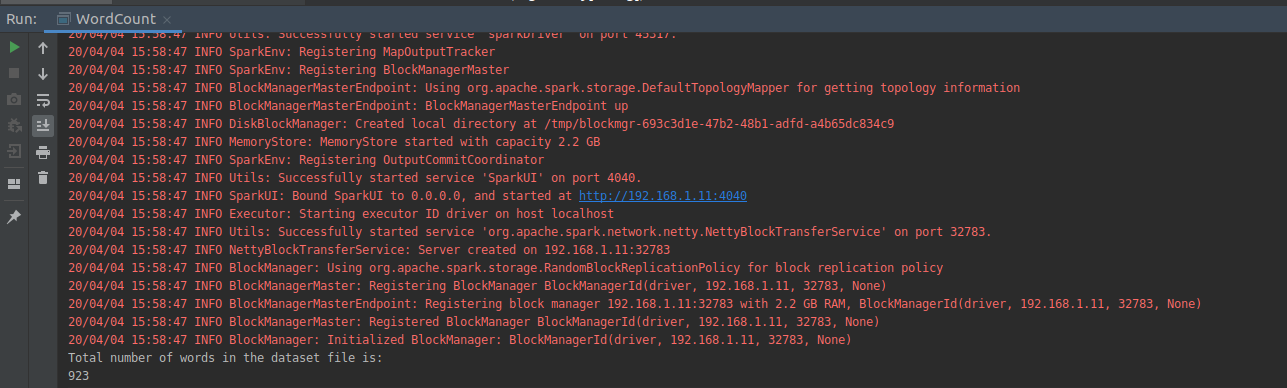 Run: WordCount
20/04/04 15:58:47 INFO Utils: Successfully started service 'sparkDriver' on port 45317.
20/04/04 15:58:47 INFO SparkEnv: Registering MapOutputTracker
20/04/04 15:58:47 INFO SparkEnv: Registering BlockManagerMaster
20/04/04 15:58:47 INFO BlockManagerMasterEndpoint: Using org.apache.spark.storage.DefaultTopologyMapper for getting topology information
20/04/04 15:58:47 INFO BlockManagerMasterEndpoint: BlockManagerMasterEndpoint up
20/04/04 15:58:47 INFO DiskBlockManager: Created local directory at /tmp/blockmgr-693c3d1e-47b2-48b1-adfd-a4b65dc834c9
20/04/04 15:58:47 INFO MemoryStore: MemoryStore started with capacity 2.2 GB
20/04/04 15:58:47 INFO SparkEnv: Registering OutputCommitCoordinator
20/04/04 15:58:47 INFO Utils: Successfully started service 'SparkUI' on port 4040.
20/04/04 15:58:47 INFO SparkUI: Bound SparkUI to 0.0.0.0, and started at http://192.168.1.11:4040
20/04/04 15:58:47 INFO Executor: Starting executor ID driver on host localhost
20/04/04 15:58:47 INFO Utils: Successfully started service 'org.apache.spark.network.netty.NettyBlockTransferService' on port 32783.
20/04/04 15:58:47 INFO NettyBlockTransferService: Server created on 192.168.1.11:32783
20/04/04 15:58:47 INFO BlockManager: Using org.apache.spark.storage.RandomBlockReplicationPolicy for block replication policy
20/04/04 15:58:47 INFO BlockManagerMaster: Registering BlockManager BlockManagerId(driver, 192.168.1.11, 32783, None)
20/04/04 15:58:47 INFO BlockManagerMasterEndpoint: Registering block manager 192.168.1.11:32783 with 2.2 GB RAM, BlockManagerId(driver, 192.168.1.11, 32783, None)
20/04/04 15:58:47 INFO BlockManagerMaster: Registered BlockManager BlockManagerId(driver, 192.168.1.11, 32783, None)
20/04/04 15:58:47 INFO BlockManager: Initialized BlockManager: BlockManagerId(driver, 192.168.1.11, 32783, None)
Total number of words in the dataset file is:
923